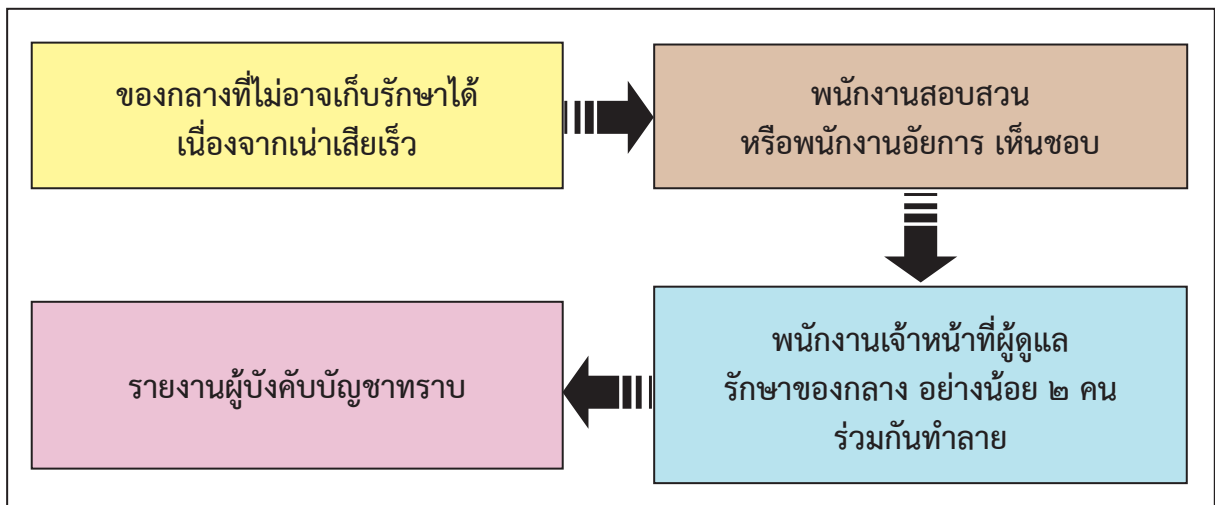 ของกลางที่ไม่อาจเก็บรักษาได้
เนื่องจากเน่าเสียเร็ว
พนักงานสอบสวน
หรือพนักงานอัยการ เห็นชอบ
พนักงานเจ้าหน้าที่ผู้ดูแล
รักษาของกลาง อย่างน้อย ๒ คน
ร่วมกันทำลาย
รายงานผู้บังคับบัญชาทราบ